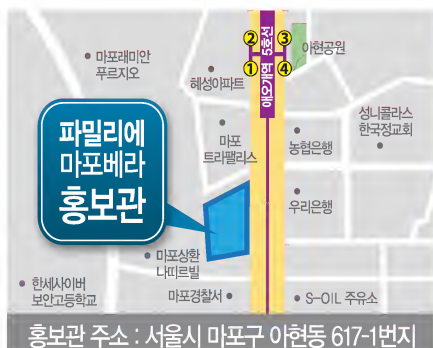 ② ③
5호선
애오개역
① ④
아현공원
마포래미안
푸르지오
혜성아파트
성니콜라스
한국정교회
파밀리에
마포베라
홍보관
마포
트라팰리스
농협은행
우리은행
마포상환
나띠르빌
한세사이버
보안고등학교
마포경찰서
S-OIL 주유소
홍보관 주소 : 서울시 마포구 아현동 617-1번지